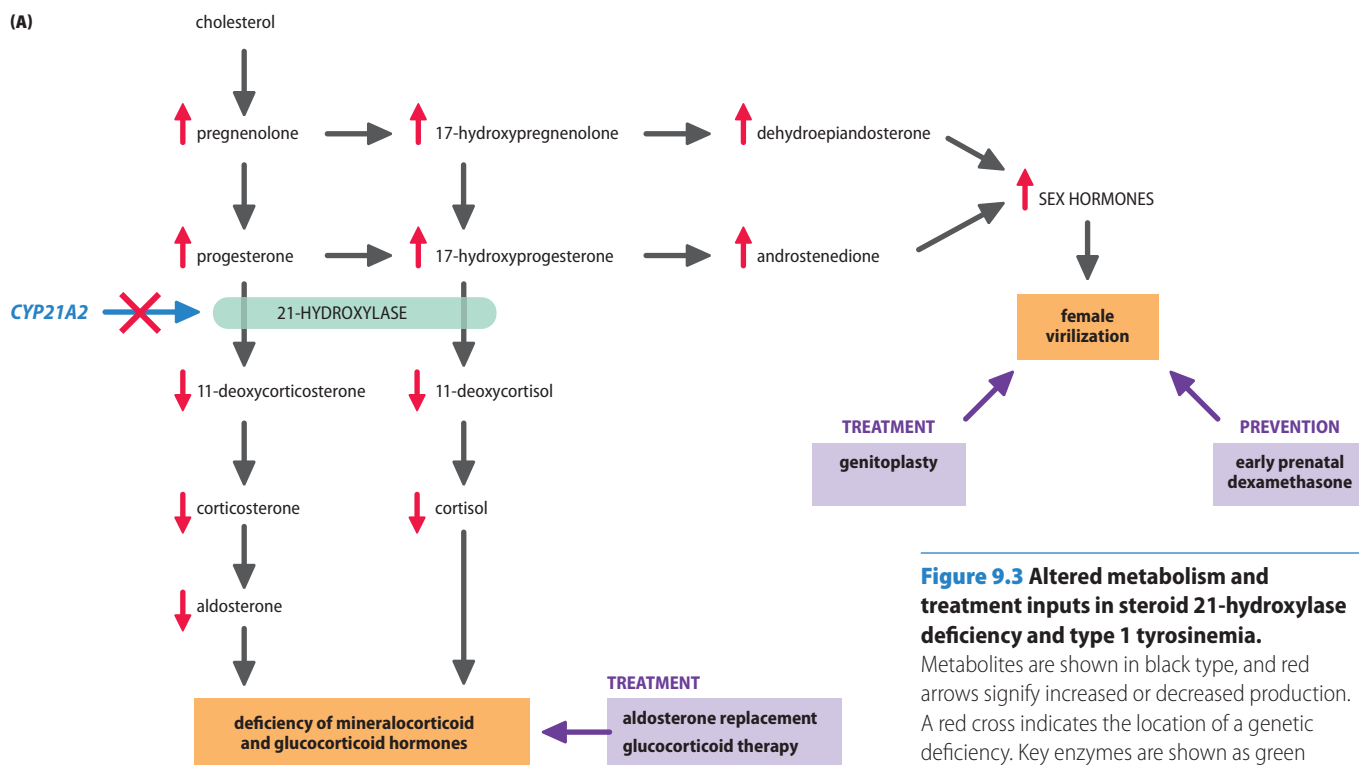 (A)
cholesterol
pregnenolone
17-hydroxypregnenolone
dehydroepiandosterone
SEX HORMONES
progesterone
17-hydroxyprogesterone
androstenedione
CYP21A2
21-HYDROXYLASE
female
virilization
11-deoxycorticosterone
11-deoxycortisol
TREATMENT
genitoplasty
PREVENTION
early prenatal
dexamethasone
corticosterone
cortisol
aldosterone
deficiency of mineralocorticoid
and glucocorticoid hormones
TREATMENT
aldosterone replacement
glucocorticoid therapy
Figure 9.3 Altered metabolism and
treatment inputs in steroid 21-hydroxylase
deficiency and type 1 tyrosinemia.
Metabolites are shown in black type, and red
arrows signify increased or decreased production.
A red cross indicates the location of a genetic
deficiency. Key enzymes are shown as green